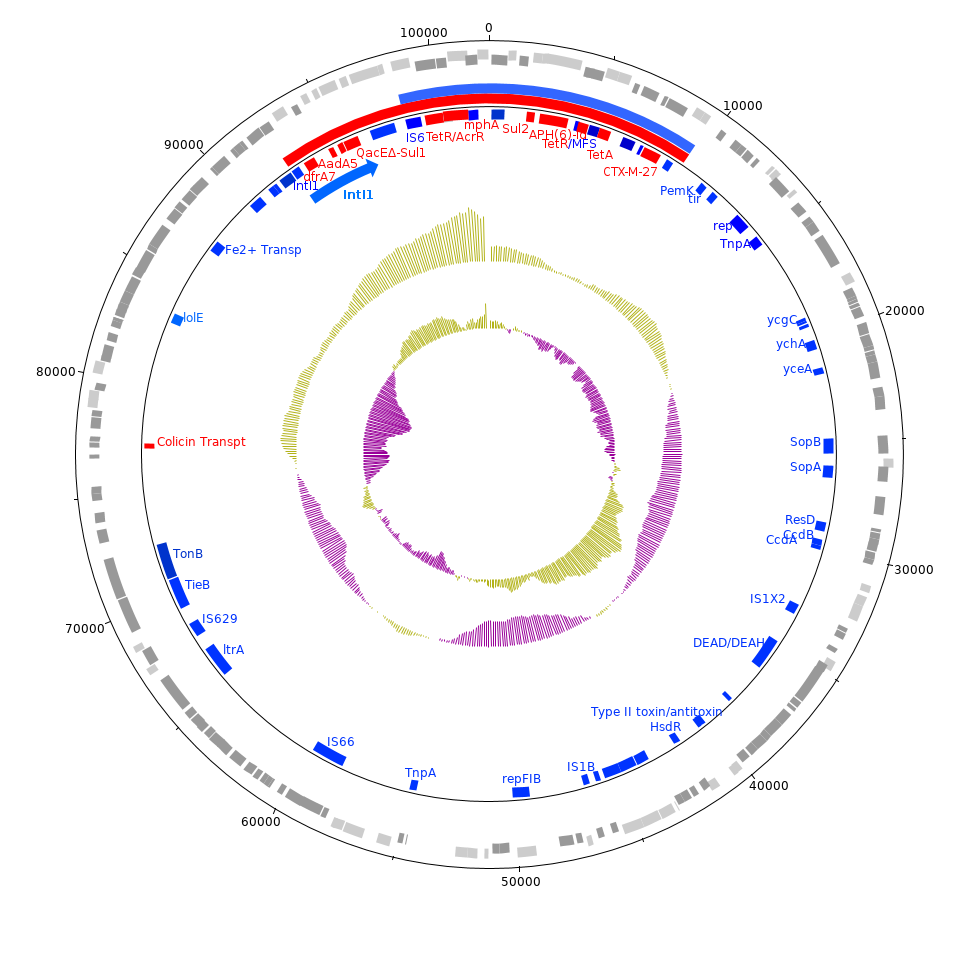 0
100000
10000
90000
mphA
Sul2
IS6
TetR/AcrR
APH(6)-Id
TetR/MFS
QacEΔ-Sul1
TetA
AadA5
CTX-M-27
dfrA7
IntI1
IntI1
PemK
tir
rep
TnpA
Fe2+ Transp
lolE
ycgC
20000
ychA
yceA
80000
Colicin Transpt
SopB
SopA
ResD
CcdB
CcdA
TonB
30000
TieB
IS1X2
IS629
70000
DEAD/DEAH
ltrA
Type II toxin/antitoxin
HsdR
IS66
IS1B
TnpA
repFIB
40000
60000
50000